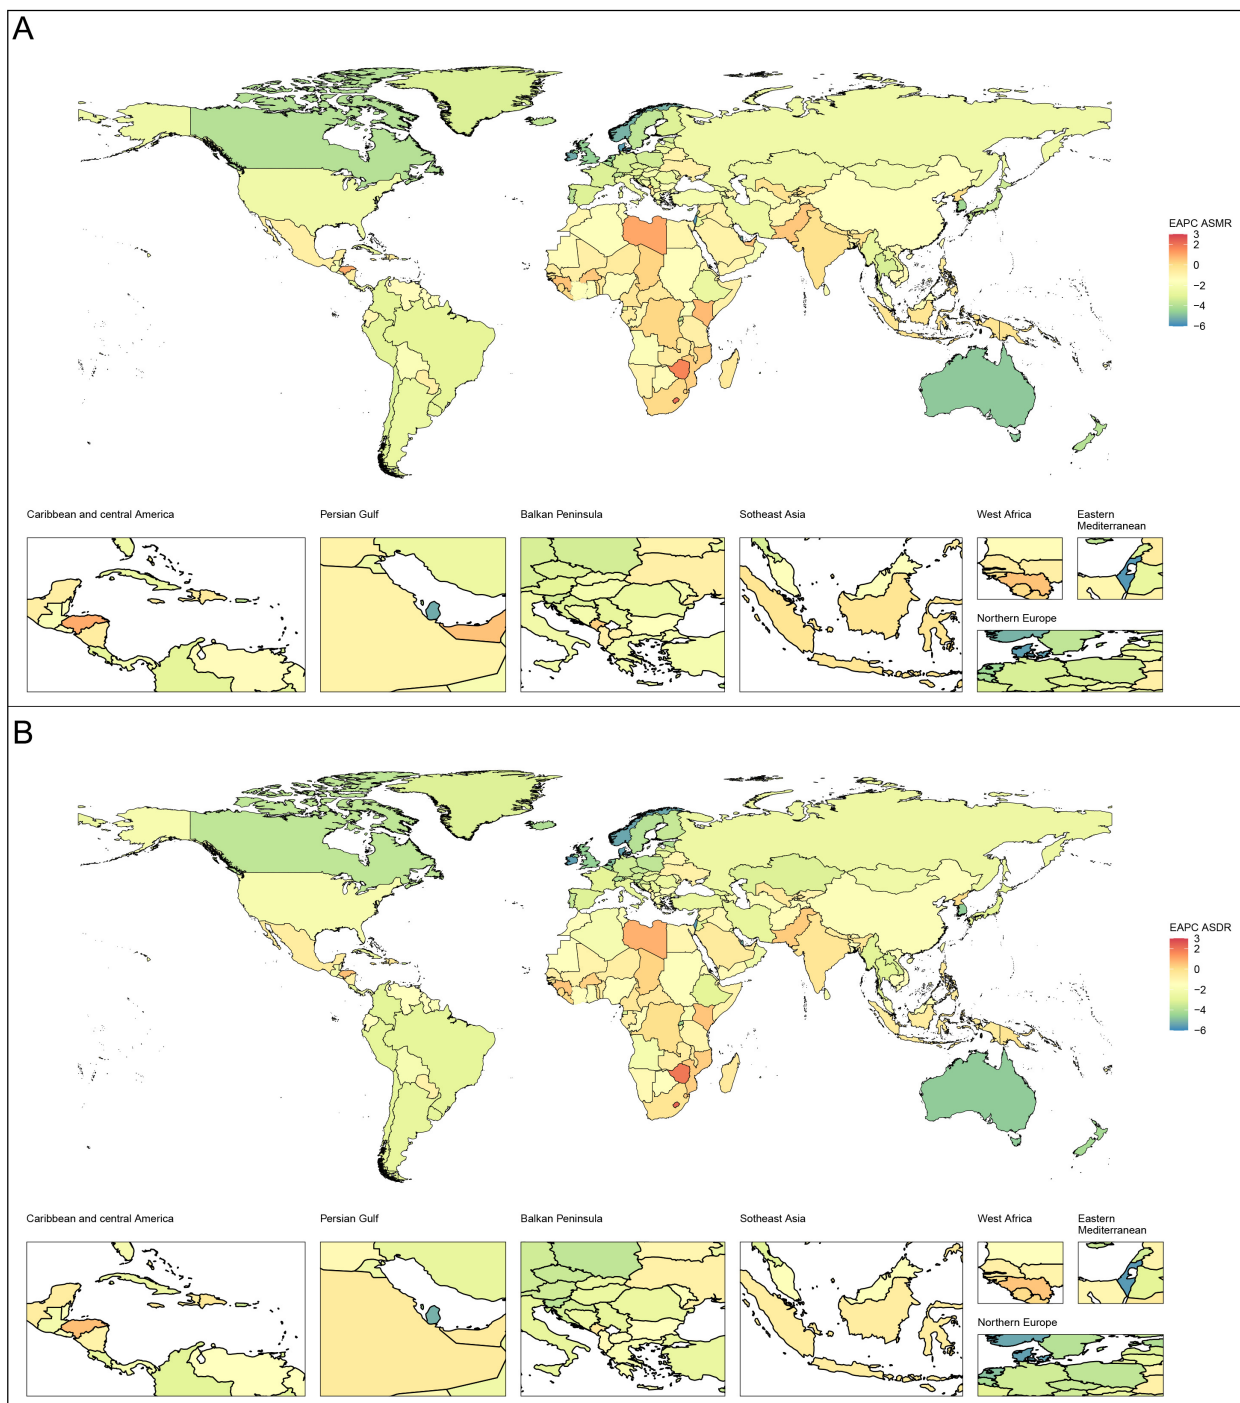 A
EAPC ASMR
3
2
0
−2
−4
−6
Caribbean and central America
Persian Gulf
Balkan Peninsula
Sotheast Asia
West Africa
Eastern
Mediterranean
Northern Europe
B
EAPC ASDR
3
2
0
−2
−4
−6
Caribbean and central America
Persian Gulf
Balkan Peninsula
Sotheast Asia
West Africa
Eastern
Mediterranean
Northern Europe